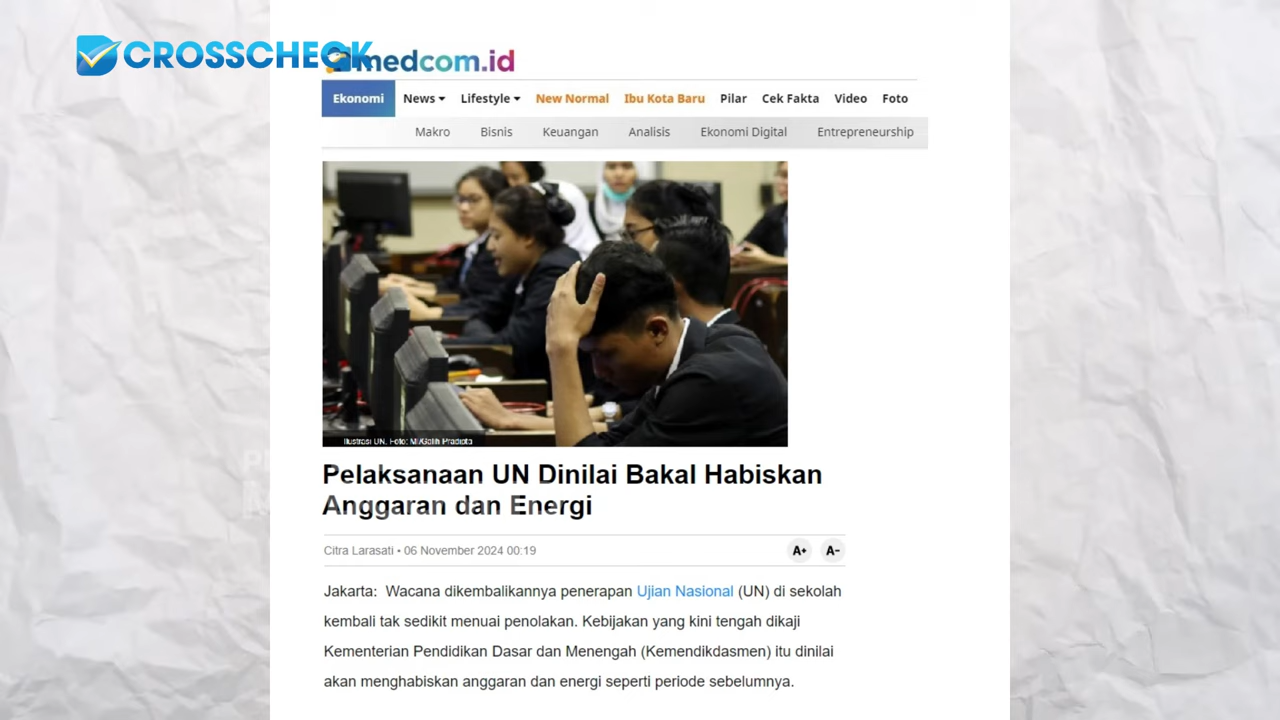 CROSSCHECK
medcom.id
Ekonomi News Lifestyle New Normal Ibu Kota Baru Pilar Cek Fakta Video Foto
Makro Bisnis Keuangan Analisis Ekonomi Digital Entrepreneurship
Ilustrasi UN. Foto: MI/Galih Pradipta
Pelaksanaan UN Dinilai Bakal Habiskan
Anggaran dan Energi
Citra Larasati • 06 November 2024 00:19
A+ A-
Jakarta: Wacana dikembalikannya penerapan Ujian Nasional (UN) di sekolah
kembali tak sedikit menuai penolakan. Kebijakan yang kini tengah dikaji
Kementerian Pendidikan Dasar dan Menengah (Kemendikdasmen) itu dinilai
akan menghabiskan anggaran dan energi seperti periode sebelumnya.